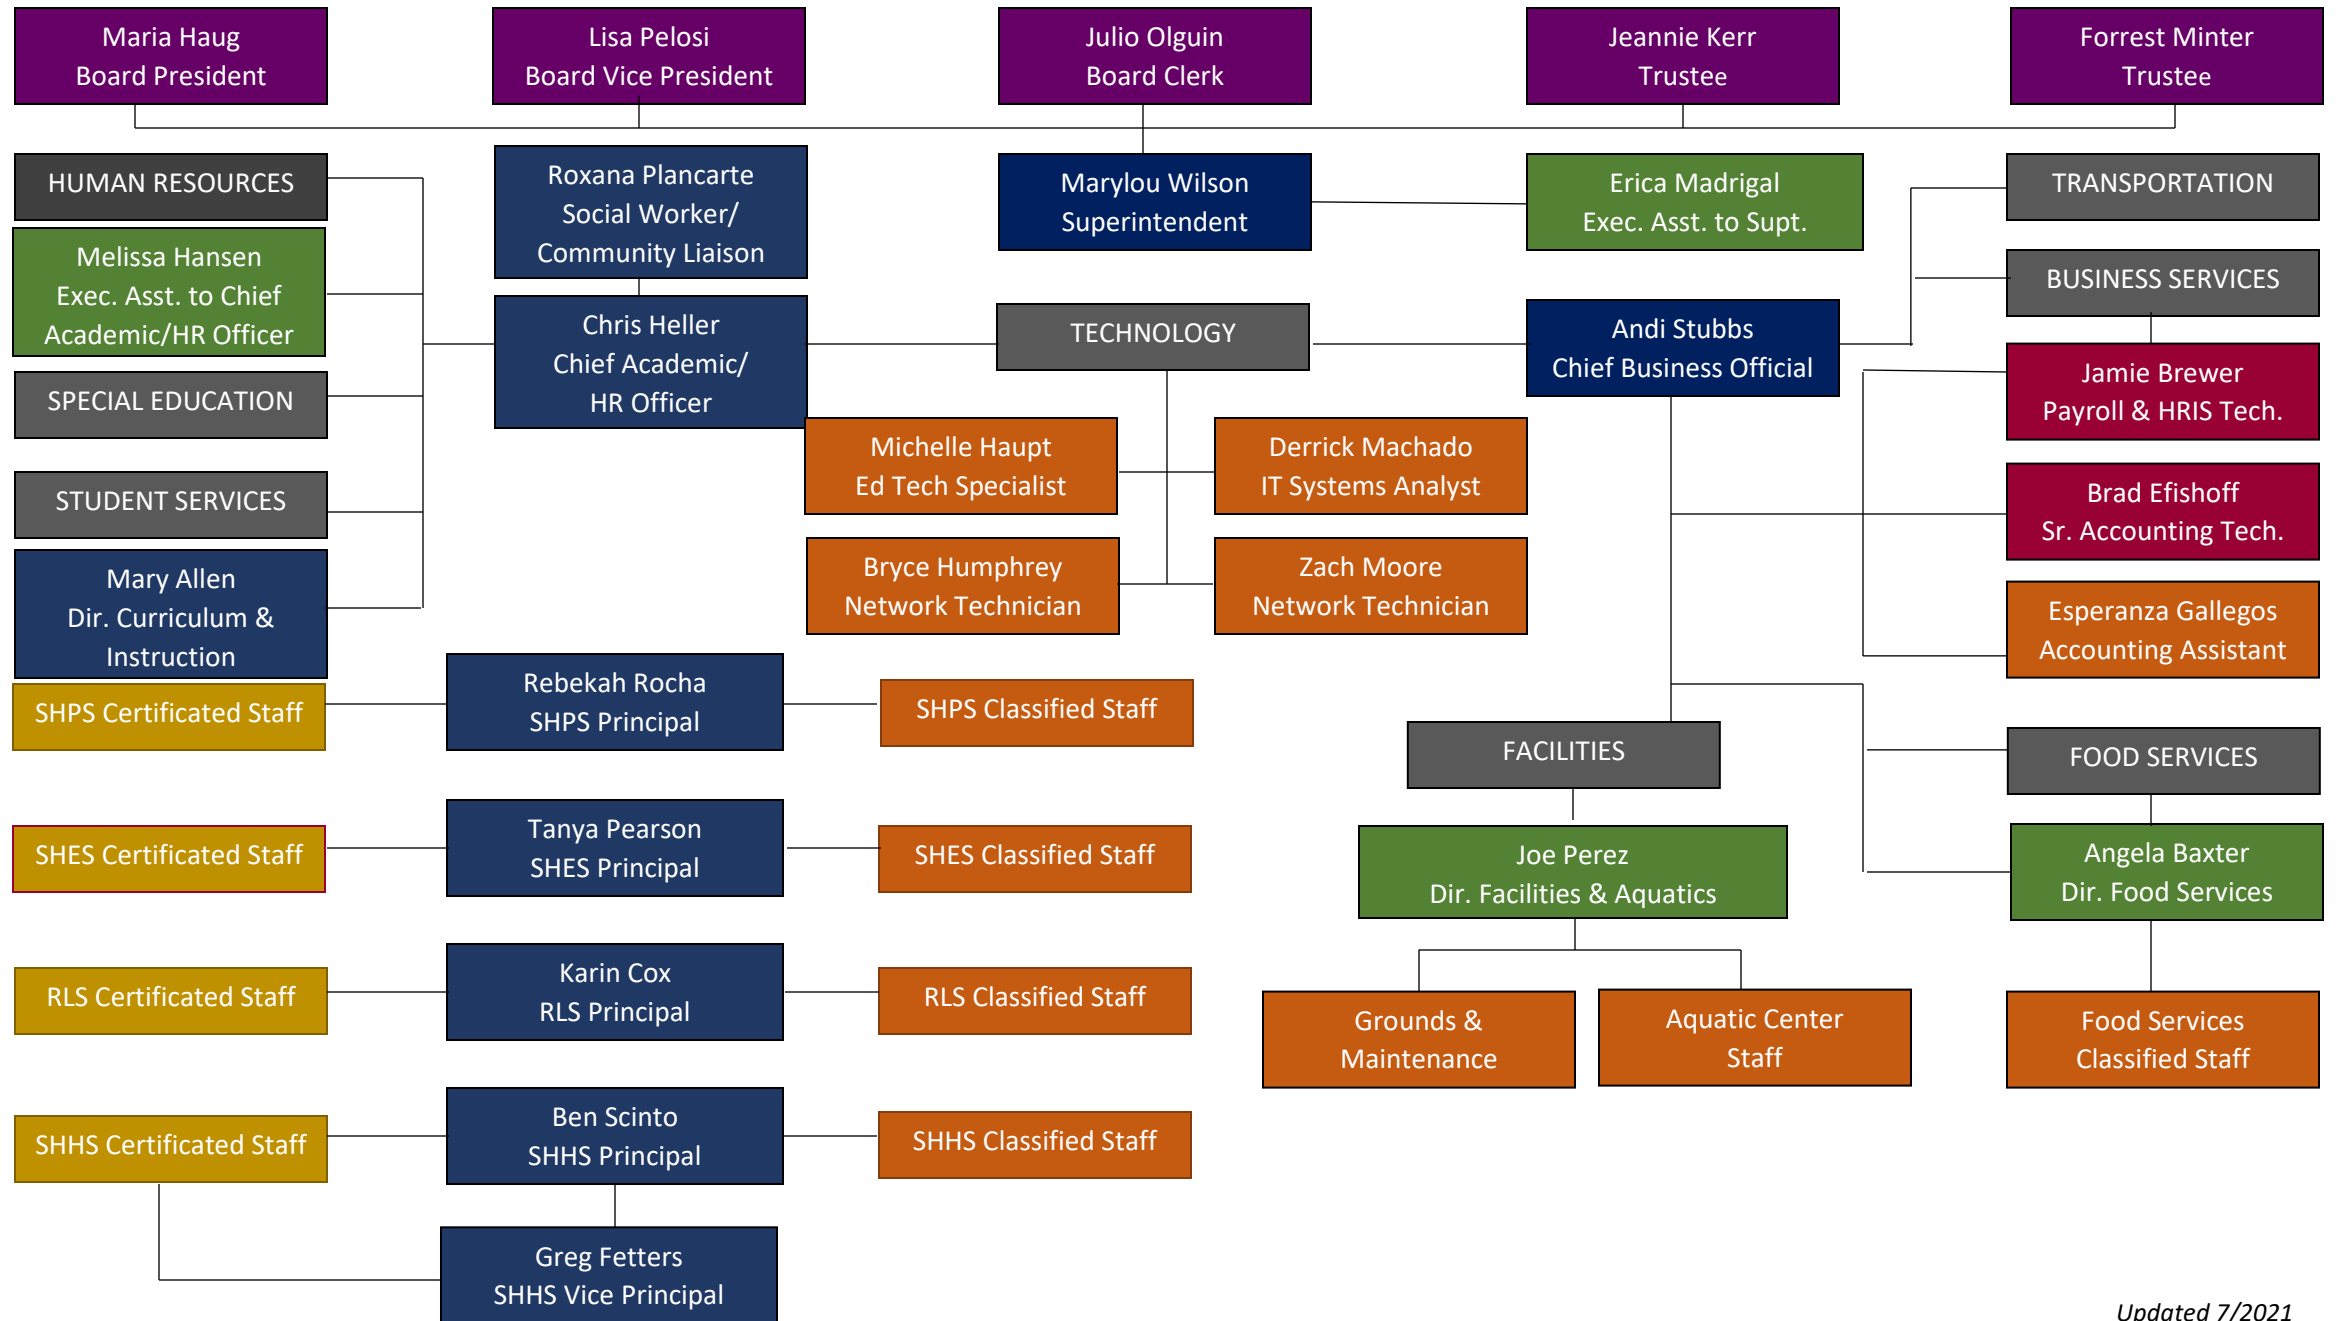 Maria Haug
Board President
Lisa Pelosi
Board Vice President
Julio Olguin
Board Clerk
Jeannie Kerr
Trustee
Forrest Minter
Trustee
HUMAN RESOURCES
Roxana Plancarte
Social Worker/
Community Liaison
Marylou Wilson
Superintendent
Erica Madrigal
Exec. Asst. to Supt.
TRANSPORTATION
Melissa Hansen
Exec. Asst. to Chief
Academic/HR Officer
BUSINESS SERVICES
Chris Heller
Chief Academic/
HR Officer
TECHNOLOGY
Andi Stubbs
Chief Business Official
Jamie Brewer
Payroll & HRIS Tech.
SPECIAL EDUCATION
Michelle Haupt
Ed Tech Specialist
Derrick Machado
IT Systems Analyst
Brad Efishoff
Sr. Accounting Tech.
STUDENT SERVICES
Bryce Humphrey
Network Technician
Zach Moore
Network Technician
Mary Allen
Dir. Curriculum &
Instruction
Esperanza Gallegos
Accounting Assistant
SHPS Certificated Staff
Rebekah Rocha
SHPS Principal
SHPS Classified Staff
FACILITIES
FOOD SERVICES
SHES Certificated Staff
Tanya Pearson
SHES Principal
SHES Classified Staff
Joe Perez
Dir. Facilities & Aquatics
Angela Baxter
Dir. Food Services
RLS Certificated Staff
Karin Cox
RLS Principal
RLS Classified Staff
Grounds &
Maintenance
Aquatic Center
Staff
Food Services
Classified Staff
SHHS Certificated Staff
Ben Scinto
SHHS Principal
SHHS Classified Staff
Greg Fetters
SHHS Vice Principal
Updated 7/2021